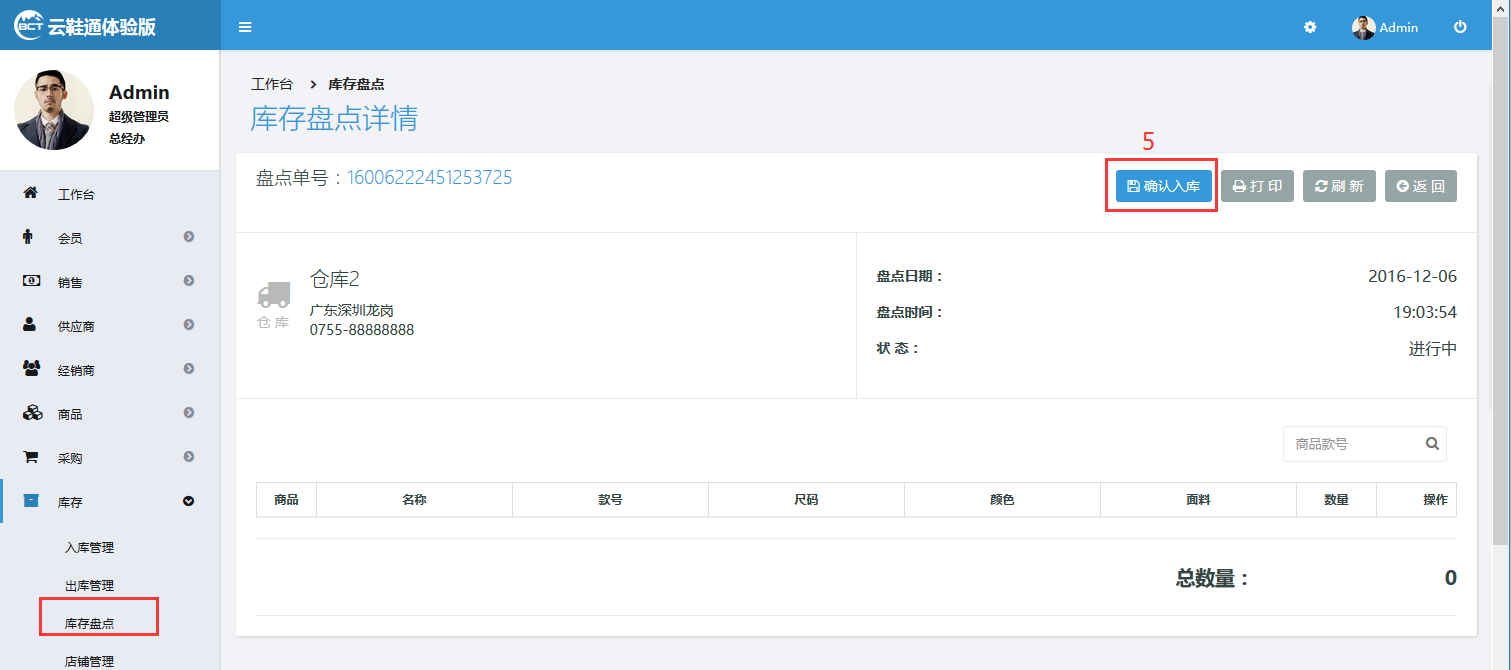 BCT 云鞋通体验版
Admin
Admin
超级管理员
总经办
工作台
会员
销售
供应商
经销商
商品
采购
库存
入库管理
出库管理
库存盘点
店铺管理
工作台 > 库存盘点
库存盘点详情
5
盘点单号：16006222451253725
确认入库 打 印 刷 新 返 回
仓 库
仓库2
广东深圳龙岗
0755-88888888
盘点日期： 2016-12-06
盘点时间： 19:03:54
状 态： 进行中
商品款号
商品 名称 款号 尺码 颜色 面料 数量 操作
总数量： 0